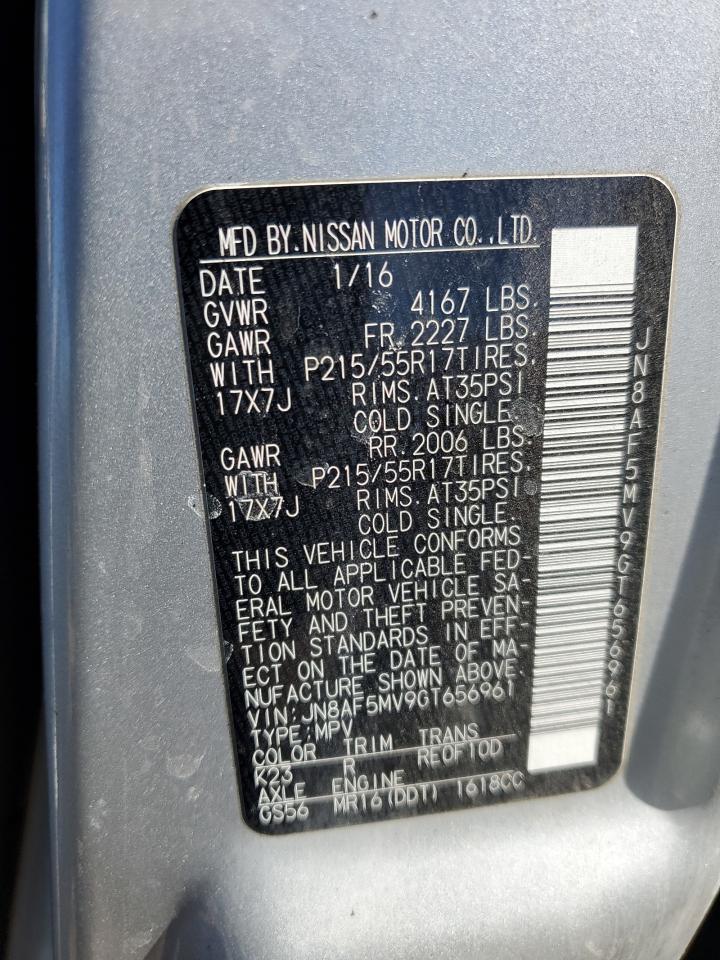 MFD BY.NISSAN MOTOR CO.,LTD.
DATE 1/16
GVWR 4167 LBS.
GAWR FR.2227 LBS.
WITH P215/55R17TIRES.
17X7J RIMS.AT35PSI
COLD SINGLE.
GAWR RR.2006 LBS.
WITH P215/55R17TIRES.
17X7J RIMS.AT35PSI
COLD SINGLE.
THIS VEHICLE CONFORMS
TO ALL APPLICABLE FED-
ERAL MOTOR VEHICLE SA-
FETY AND THEFT PREVEN-
TION STANDARDS IN EFF-
ECT ON THE DATE OF MA-
NUFACTURE SHOWN ABOVE.
VIN:JN8AF5MV9GT656961
TYPE:MPV
COLOR TRIM TRANS
K23 R REOF10D
AXLE ENGINE
GS56 MR16(DDT) 1618CC
JN8AF5MV9GT656961